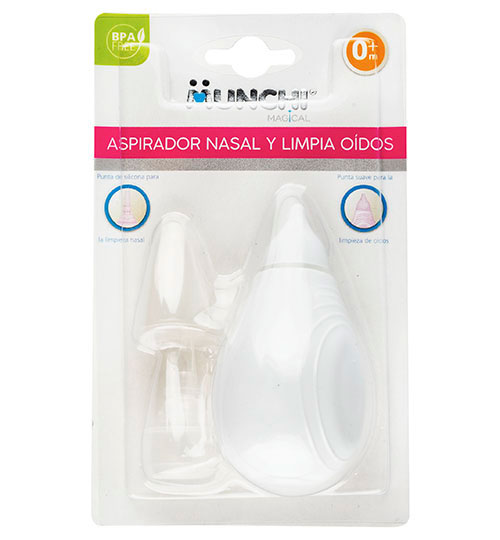 BPA
FREE
0+
m
MUNCHI
MAGICAL
ASPIRADOR NASAL Y LIMPIA OÍDOS
Punta de silicona para
la limpieza nasal
Punta suave para la
limpieza de oídos